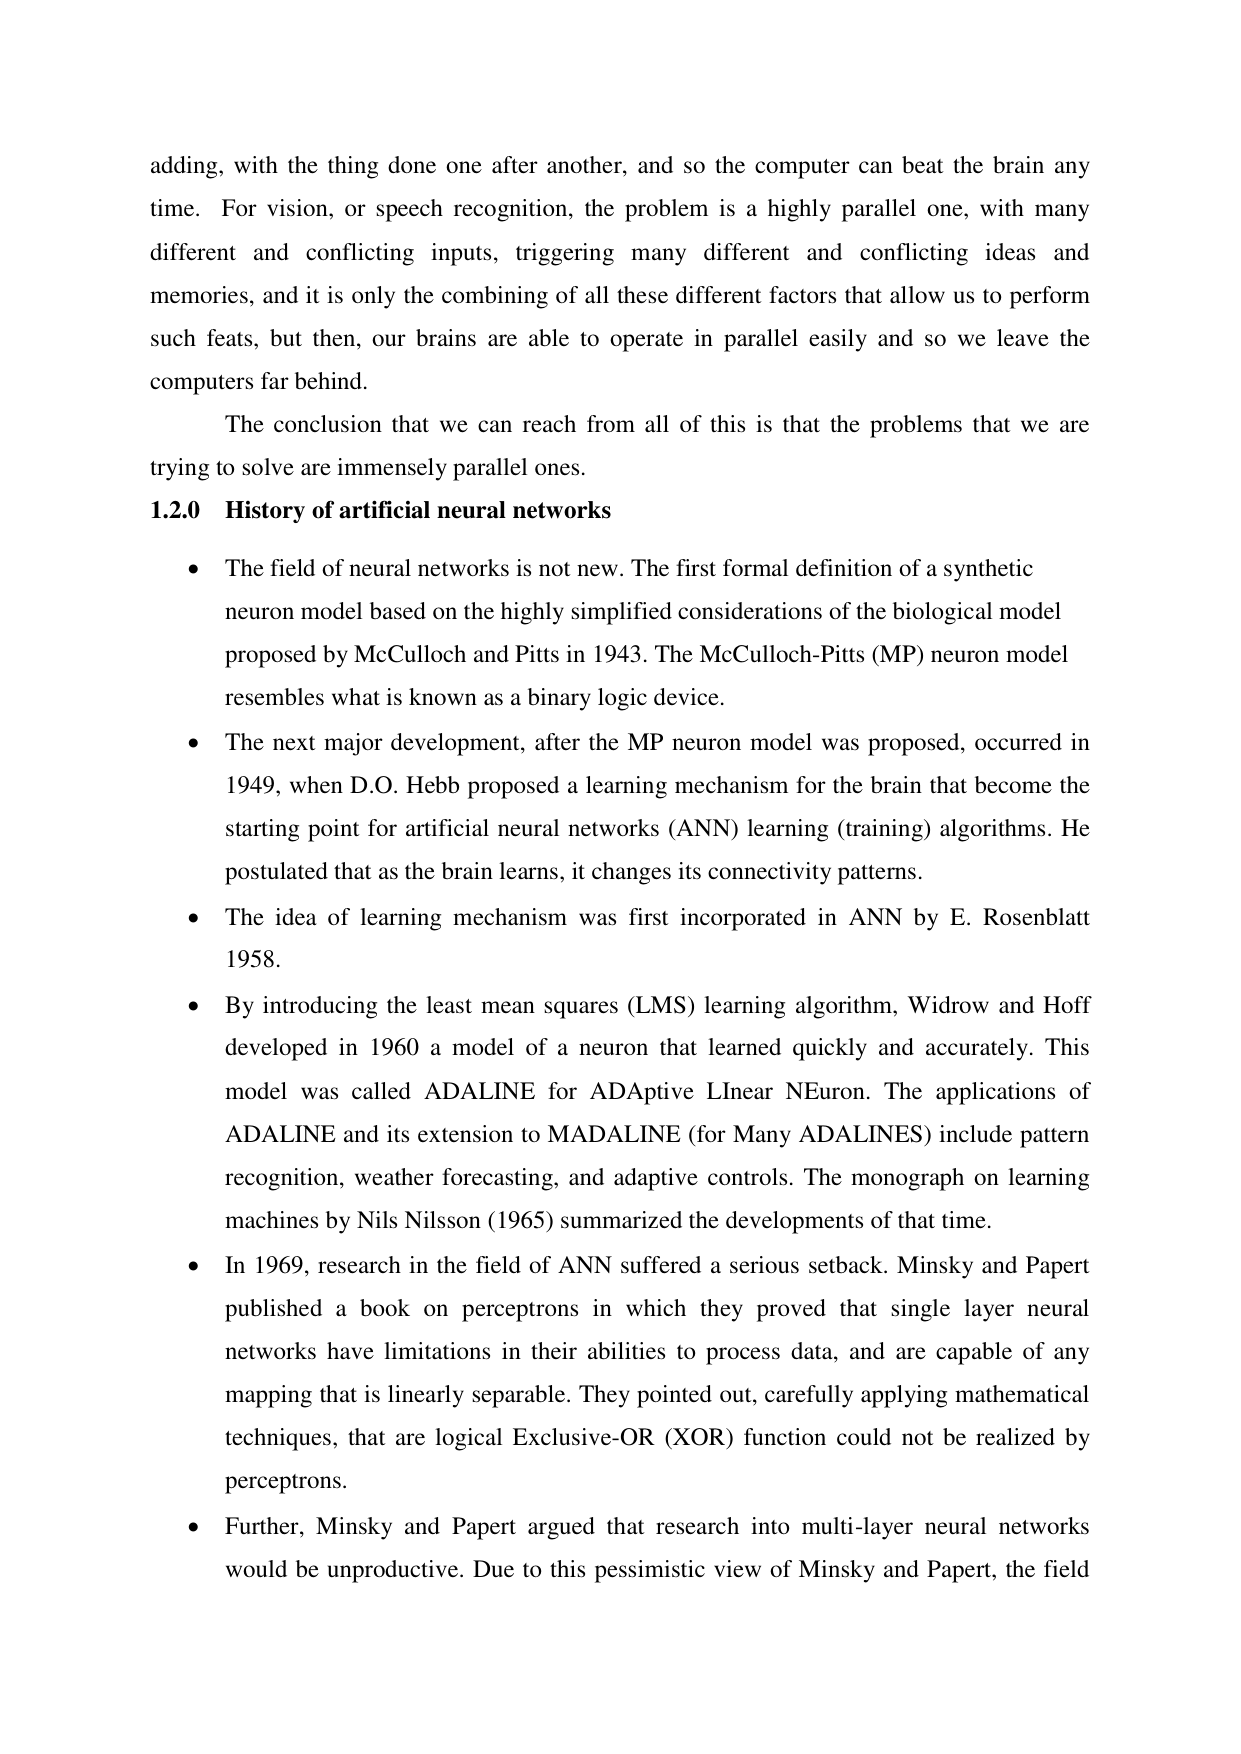 adding, with the thing done one after another, and so the computer can beat the brain any
time.  For vision, or speech recognition, the problem is a highly parallel one, with many
different and conflicting inputs, triggering many different and conflicting ideas and
memories, and it is only the combining of all these different factors that allow us to perform
such feats, but then, our brains are able to operate in parallel easily and so we leave the
computers far behind.
The conclusion that we can reach from all of this is that the problems that we are
trying to solve are immensely parallel ones.
1.2.0 History of artificial neural networks
• The field of neural networks is not new. The first formal definition of a synthetic
neuron model based on the highly simplified considerations of the biological model
proposed by McCulloch and Pitts in 1943. The McCulloch-Pitts (MP) neuron model
resembles what is known as a binary logic device.
• The next major development, after the MP neuron model was proposed, occurred in
1949, when D.O. Hebb proposed a learning mechanism for the brain that become the
starting point for artificial neural networks (ANN) learning (training) algorithms. He
postulated that as the brain learns, it changes its connectivity patterns.
• The idea of learning mechanism was first incorporated in ANN by E. Rosenblatt
1958.
• By introducing the least mean squares (LMS) learning algorithm, Widrow and Hoff
developed in 1960 a model of a neuron that learned quickly and accurately. This
model was called ADALINE for ADAptive LInear NEuron. The applications of
ADALINE and its extension to MADALINE (for Many ADALINES) include pattern
recognition, weather forecasting, and adaptive controls. The monograph on learning
machines by Nils Nilsson (1965) summarized the developments of that time.
• In 1969, research in the field of ANN suffered a serious setback. Minsky and Papert
published a book on perceptrons in which they proved that single layer neural
networks have limitations in their abilities to process data, and are capable of any
mapping that is linearly separable. They pointed out, carefully applying mathematical
techniques, that are logical Exclusive-OR (XOR) function could not be realized by
perceptrons.
• Further, Minsky and Papert argued that research into multi-layer neural networks
would be unproductive. Due to this pessimistic view of Minsky and Papert, the field